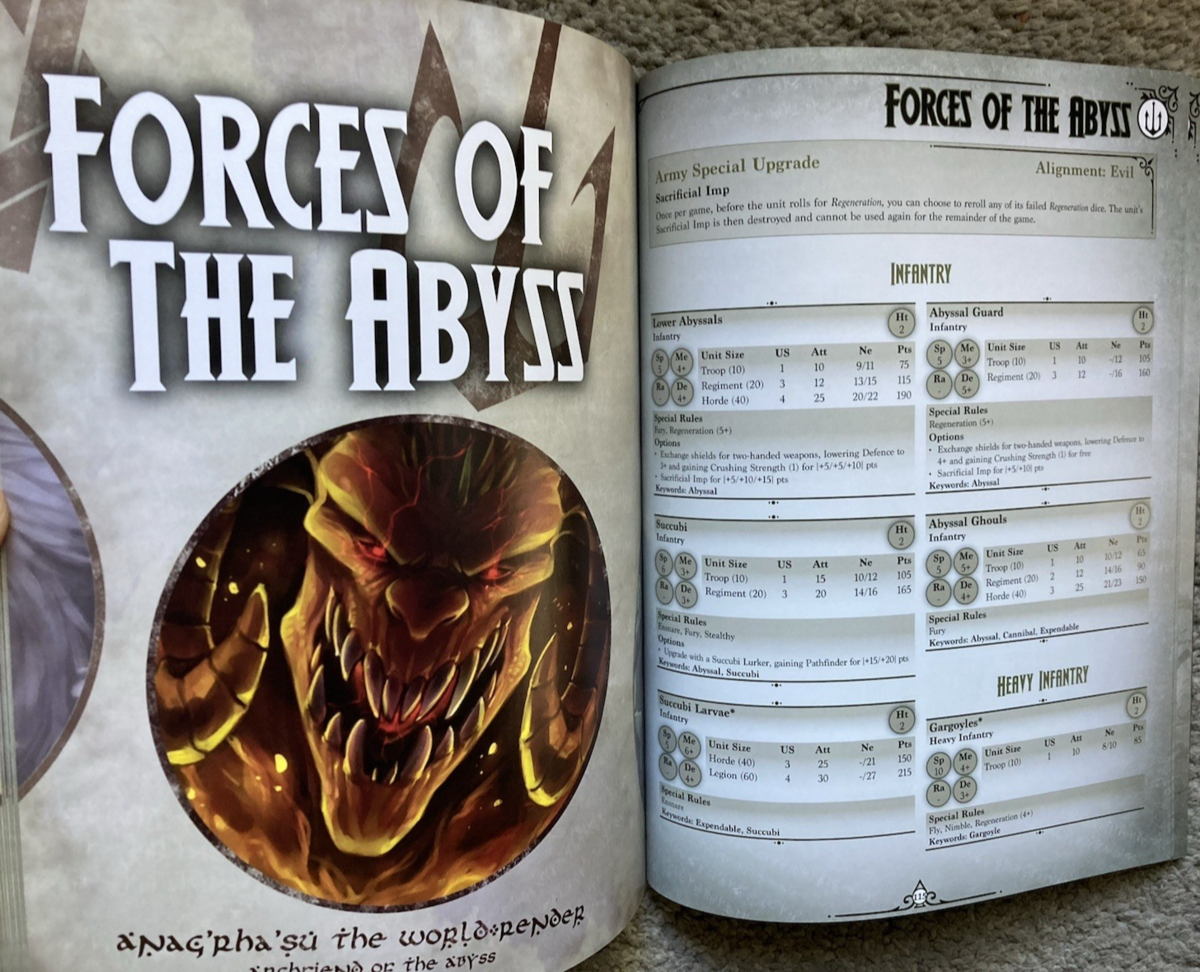 FORCES OF
THE ABYSS
ANAG'RHA'SU THE WORLD-RENDER
ARCHFIEND OF THE ABYSS
FORCES OF THE ABYSS
Army Special Upgrade
Alignment: Evil
Sacrificial Imp
Once per game, before the unit rolls for Regeneration, you can choose to reroll any of its failed Regeneration dice. The unit's
Sacrificial Imp is then destroyed and cannot be used again for the remainder of the game.
INFANTRY
Lower Abyssals
Ht
2
Infantry
Sp
5
Me
4+
Ra
-
De
4+
Unit Size US Att Ne Pts
Troop (10) 1 10 9/11 75
Regiment (20) 3 12 13/15 115
Horde (40) 4 25 20/22 190
Special Rules
Fury, Regeneration (5+)
Options
• Exchange shields for two-handed weapons, lowering Defence to
3+ and gaining Crushing Strength (1) for [+5/+5/+10] pts
• Sacrificial Imp for [+5/+10/+15] pts
Keywords: Abyssal
Succubi
Ht
2
Infantry
Sp
6
Me
3+
Ra
-
De
3+
Unit Size US Att Ne Pts
Troop (10) 1 15 10/12 105
Regiment (20) 3 20 14/16 165
Special Rules
Ensnare, Fury, Stealthy
Options
• Upgrade with a Succubi Lurker, gaining Pathfinder for [+15/+20] pts
Keywords: Abyssal, Succubi
Succubi Larvae*
Ht
2
Infantry
Sp
5
Me
6+
Ra
-
De
4+
Unit Size US Att Ne Pts
Horde (40) 3 25 -/21 150
Legion (60) 4 30 -/27 215
Special Rules
Ensnare
Keywords: Expendable, Succubi
Abyssal Guard
Ht
2
Infantry
Sp
5
Me
3+
Ra
-
De
5+
Unit Size US Att Ne Pts
Troop (10) 1 10 -/12 105
Regiment (20) 3 12 -/16 160
Special Rules
Regeneration (5+)
Options
• Exchange shields for two-handed weapons, lowering Defence to
4+ and gaining Crushing Strength (1) for free
• Sacrificial Imp for [+5/+10] pts
Keywords: Abyssal
Abyssal Ghouls
Ht
2
Infantry
Sp
5
Me
5+
Ra
-
De
4+
Unit Size US Att Ne Pts
Troop (10) 1 10 10/12 65
Regiment (20) 2 12 14/16 90
Horde (40) 3 25 21/23 150
Special Rules
Fury
Keywords: Abyssal, Cannibal, Expendable
HEAVY INFANTRY
Gargoyles*
Ht
2
Heavy Infantry
Sp
10
Me
4+
Ra
-
De
3+
Unit Size US Att Ne Pts
Troop (10) 1 10 8/10 85
Special Rules
Fly, Nimble, Regeneration (4+)
Keywords: Gargoyle
115